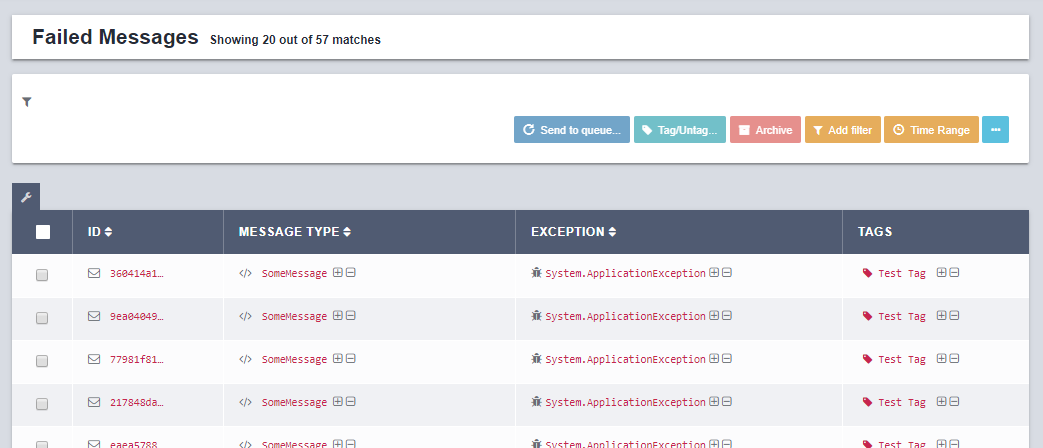 Failed Messages Showing 20 out of 57 matches
Send to queue... Tag/Untag... Archive Add filter Time Range
ID MESSAGE TYPE EXCEPTION TAGS
360414a1... SomeMessage System.ApplicationException Test Tag
9ea04049... SomeMessage System.ApplicationException Test Tag
77981f81... SomeMessage System.ApplicationException Test Tag
217848da... SomeMessage System.ApplicationException Test Tag
eaea5788 SomeMessage System.ApplicationException Test Tag